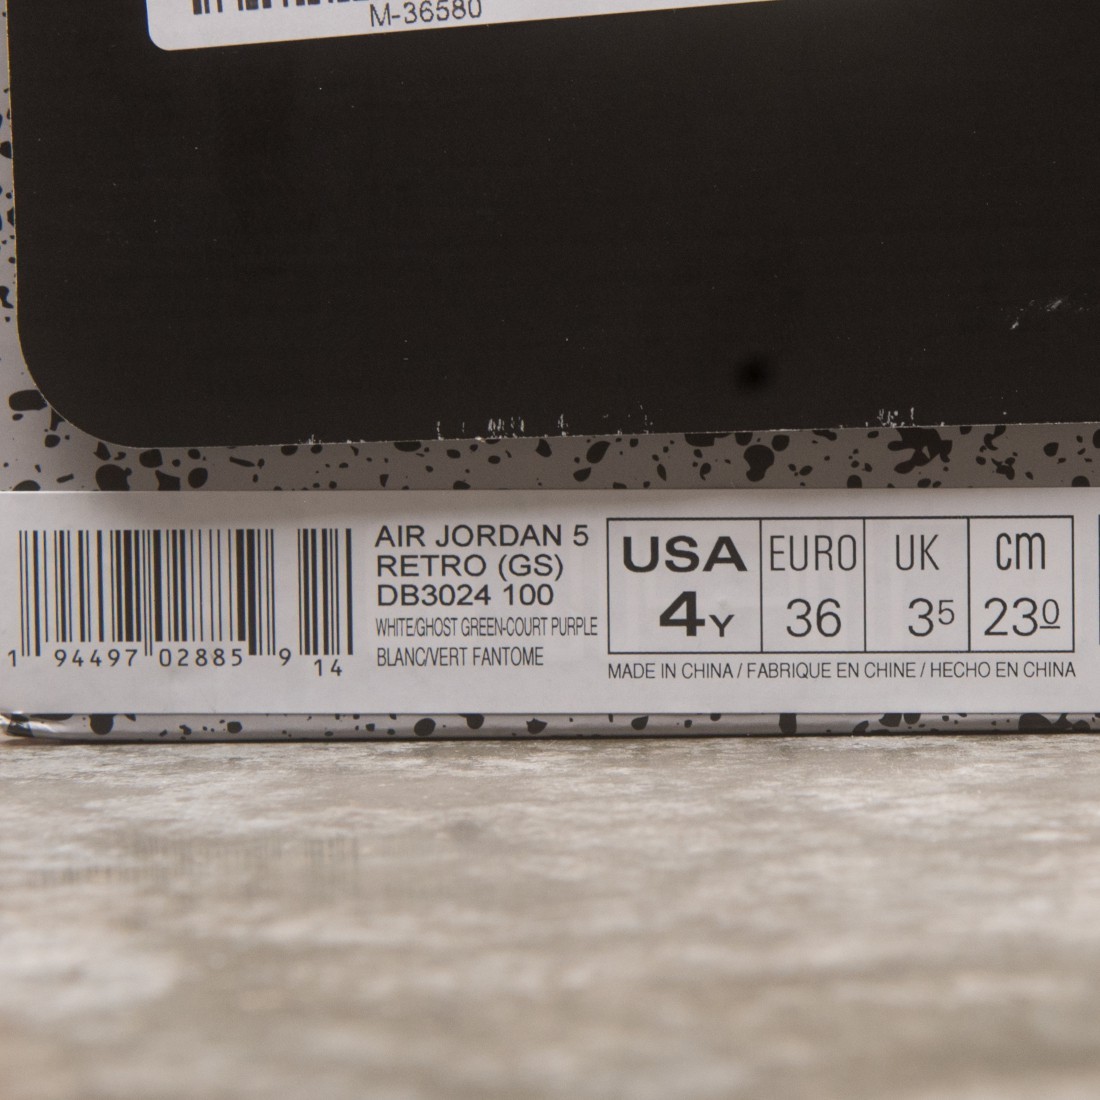 M-36580
AIR JORDAN 5
RETRO (GS)
DB3024 100
WHITE/GHOST GREEN-COURT PURPLE
BLANC/VERT FANTOME
1 94497 02885 9 14
USA EURO UK cm
4Y 36 35 230
MADE IN CHINA / FABRIQUE EN CHINE / HECHO EN CHINA